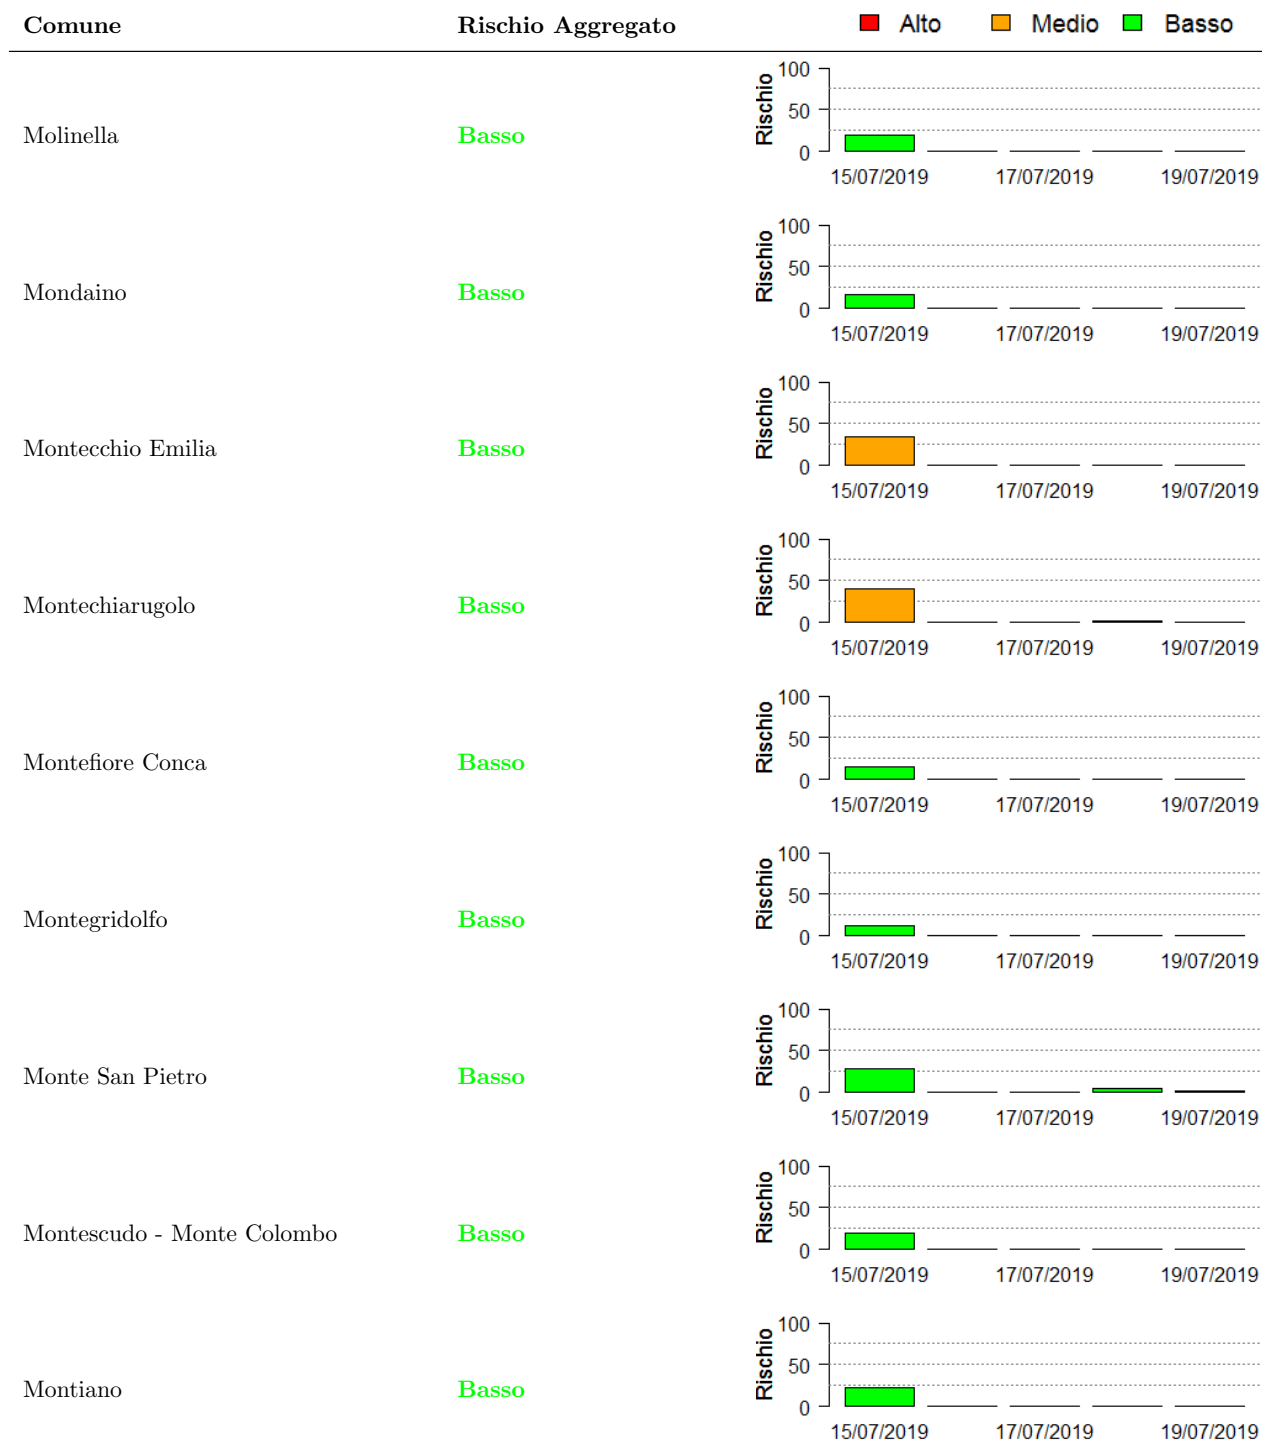 Comune Rischio Aggregato Alto Medio Basso
Molinella Basso Rischio 100 50 0
15/07/2019 17/07/2019 19/07/2019
Mondaino Basso Rischio 100 50 0
15/07/2019 17/07/2019 19/07/2019
Montecchio Emilia Basso Rischio 100 50 0
15/07/2019 17/07/2019 19/07/2019
Montechiarugolo Basso Rischio 100 50 0
15/07/2019 17/07/2019 19/07/2019
Montefiore Conca Basso Rischio 100 50 0
15/07/2019 17/07/2019 19/07/2019
Montegridolfo Basso Rischio 100 50 0
15/07/2019 17/07/2019 19/07/2019
Monte San Pietro Basso Rischio 100 50 0
15/07/2019 17/07/2019 19/07/2019
Montescudo - Monte Colombo Basso Rischio 100 50 0
15/07/2019 17/07/2019 19/07/2019
Montiano Basso Rischio 100 50 0
15/07/2019 17/07/2019 19/07/2019